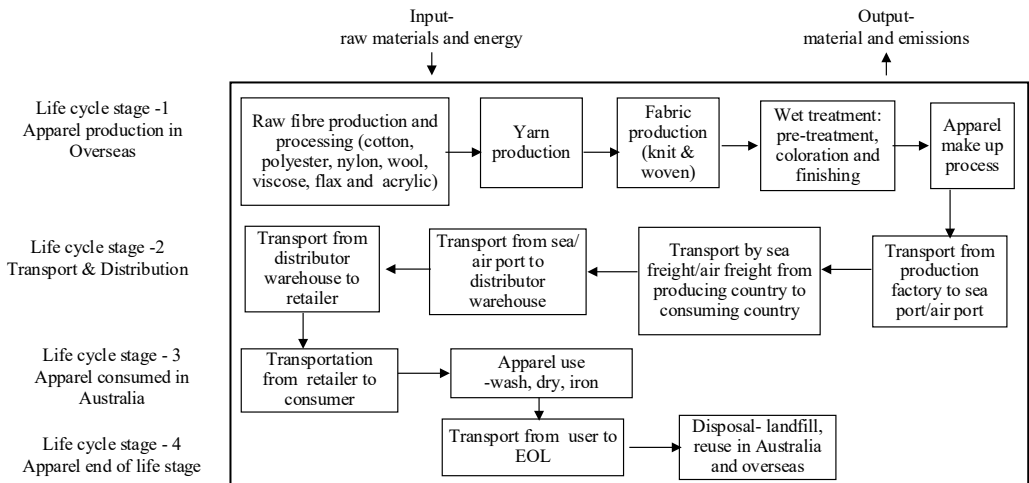 Input-
raw materials and energy
Output-
material and emissions
Life cycle stage -1
Apparel production in
Overseas
Raw fibre production and
processing (cotton,
polyester, nylon, wool,
viscose, flax and acrylic)
Yarn
production
Fabric
production
(knit &
woven)
Wet treatment:
pre-treatment,
coloration and
finishing
Apparel
make up
process
Life cycle stage -2
Transport & Distribution
Transport from
distributor
warehouse to
retailer
Transport from sea/
air port to
distributor
warehouse
Transport by sea
freight/air freight from
producing country to
consuming country
Transport from
production
factory to sea
port/air port
Life cycle stage - 3
Apparel consumed in
Australia
Transportation
from retailer to
consumer
Apparel use
-wash, dry, iron
Life cycle stage - 4
Apparel end of life stage
Transport from user to
EOL
Disposal- landfill,
reuse in Australia
and overseas